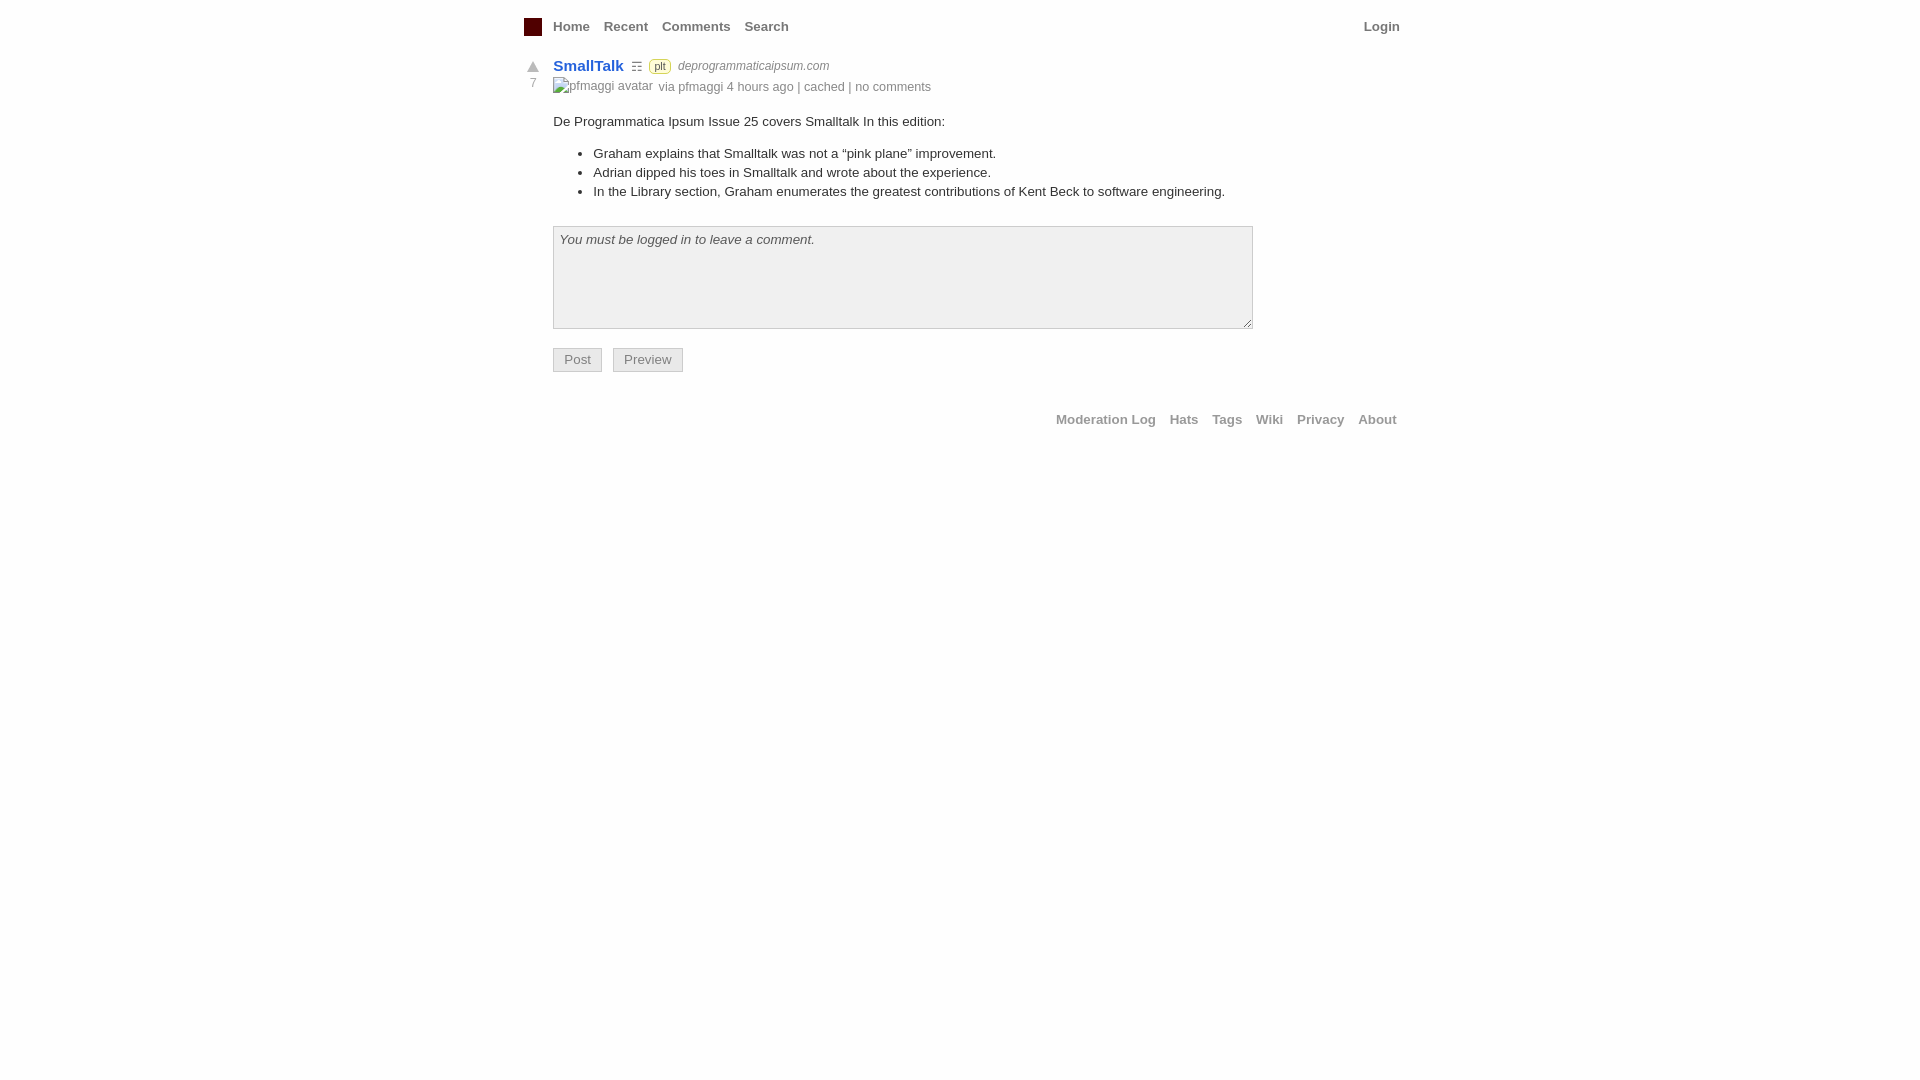 Home Recent Comments Search Login
SmallTalk ☷ plt deprogrammaticaipsum.com
7
pfmaggi avatar via pfmaggi 4 hours ago | cached | no comments
De Programmatica Ipsum Issue 25 covers Smalltalk In this edition:
• Graham explains that Smalltalk was not a “pink plane” improvement.
• Adrian dipped his toes in Smalltalk and wrote about the experience.
• In the Library section, Graham enumerates the greatest contributions of Kent Beck to software engineering.
You must be logged in to leave a comment.
Post Preview
Moderation Log Hats Tags Wiki Privacy About